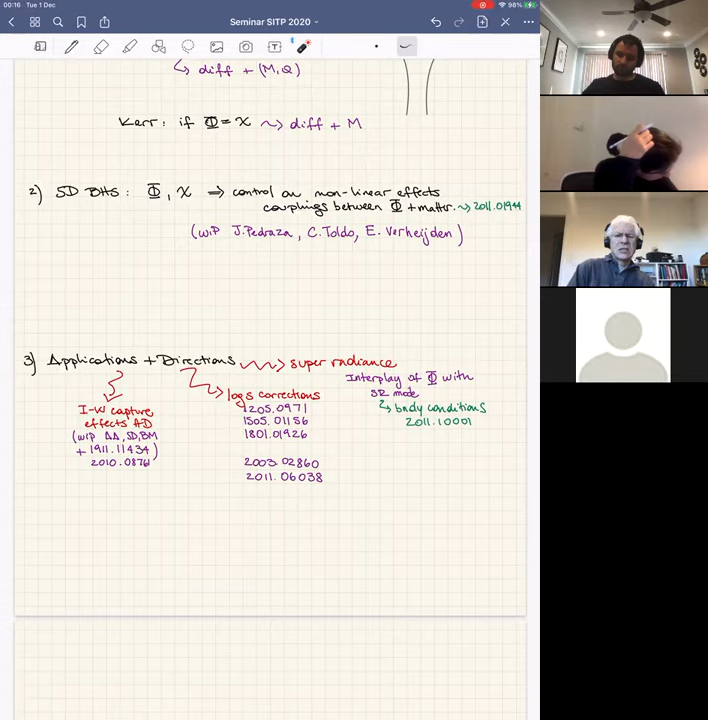 00:16 Tue 1 Dec
98%
Seminar SITP 2020
↳ diff + (M,Q)
Kerr: if Φ = χ ⇝ diff + M
2) 5D BHs: Φ, χ ⇒ control on non-linear effects
couplings between Φ + matter. ⇝ 2011.01944
(wip J.Pedraza, C.Toldo, E. Verheijden)
3) Applications + Directions ⇝ super radiance
Interplay of Φ with
SR mode
↳ bndy conditions
2011.10001
logs corrections
1205.0971
1505.01156
1801.01926
2003.02860
2011.06038
I-W capture
effects AD
(wip AA, SD, BM
+ 1911.11434)
2010.08761